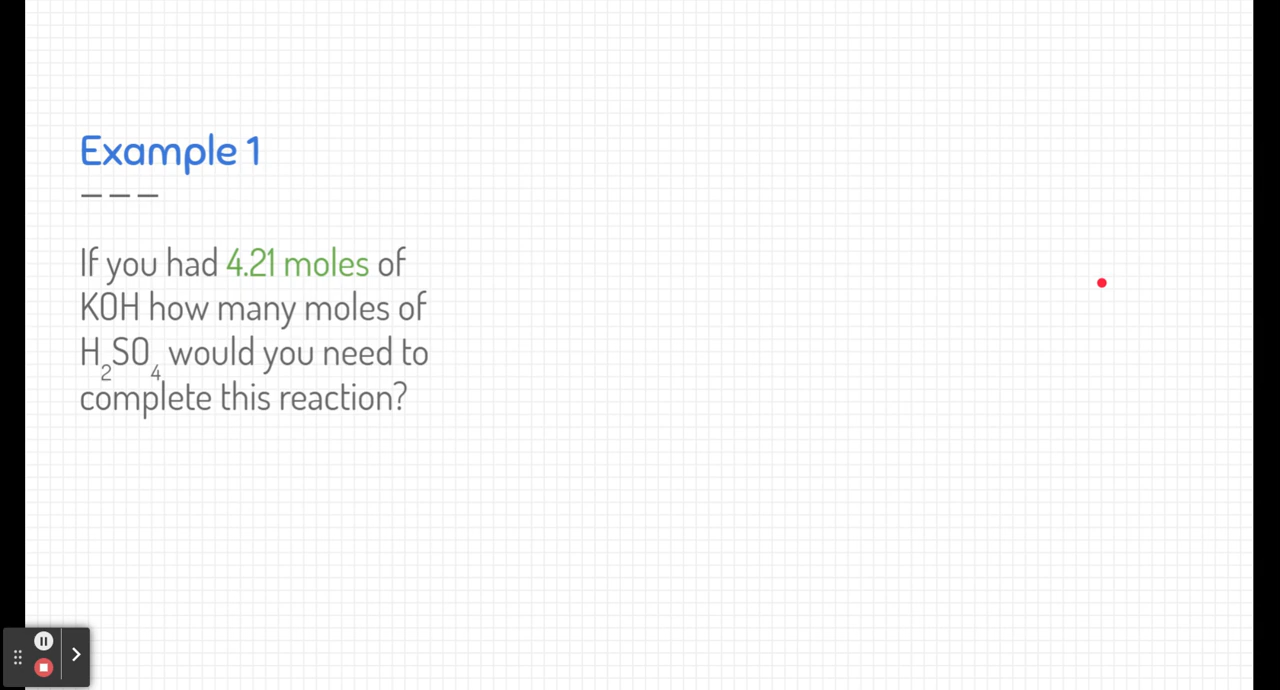 Example 1
If you had 4.21 moles of
KOH how many moles of
H₂SO₄ would you need to
complete this reaction?